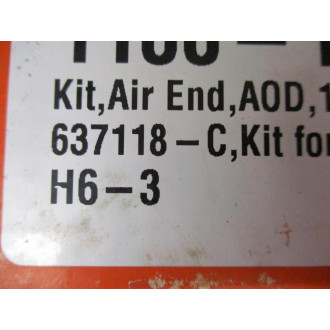 Kit,Air End,AOD,1
637118-C,Kit for
H6-3